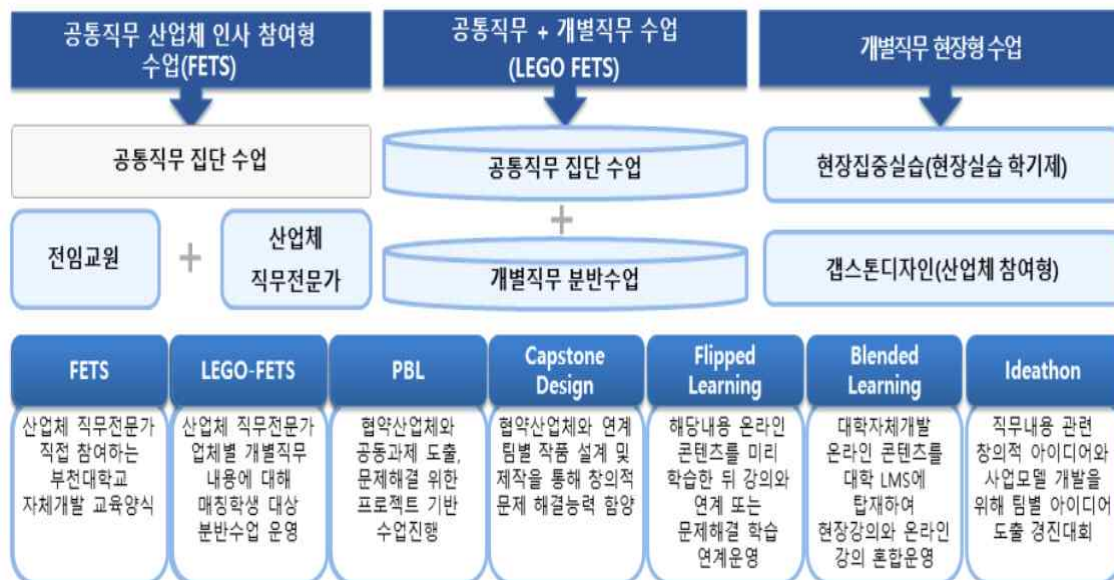 공통직무 산업체 인사 참여형
수업(FETS)
공통직무 + 개별직무 수업
(LEGO FETS)
개별직무 현장형 수업
공통직무 집단 수업
전임교원
+
산업체
직무전문가
공통직무 집단 수업
+
개별직무 분반수업
현장집중실습(현장실습 학기제)
갭스톤디자인(산업체 참여형)
FETS
산업체 직무전문가
직접 참여하는
부천대학교
자체개발 교육양식
LEGO-FETS
산업체 직무전문가
업체별 개별직무
내용에 대해
매칭학생 대상
분반수업 운영
PBL
협약산업체와
공동과제 도출,
문제해결 위한
프로젝트 기반
수업진행
Capstone
Design
협약산업체와 연계
팀별 작품 설계 및
제작을 통해 창의적
문제 해결능력 함양
Flipped
Learning
해당내용 온라인
콘텐츠를 미리
학습한 뒤 강의와
연계 또는
문제해결 학습
연계운영
Blended
Learning
대학자체개발
온라인 콘텐츠를
대학 LMS에
탑재하여
현장강의와 온라인
강의 혼합운영
Ideathon
직무내용 관련
창의적 아이디어와
사업모델 개발을
위해 팀별 아이디어
도출 경진대회